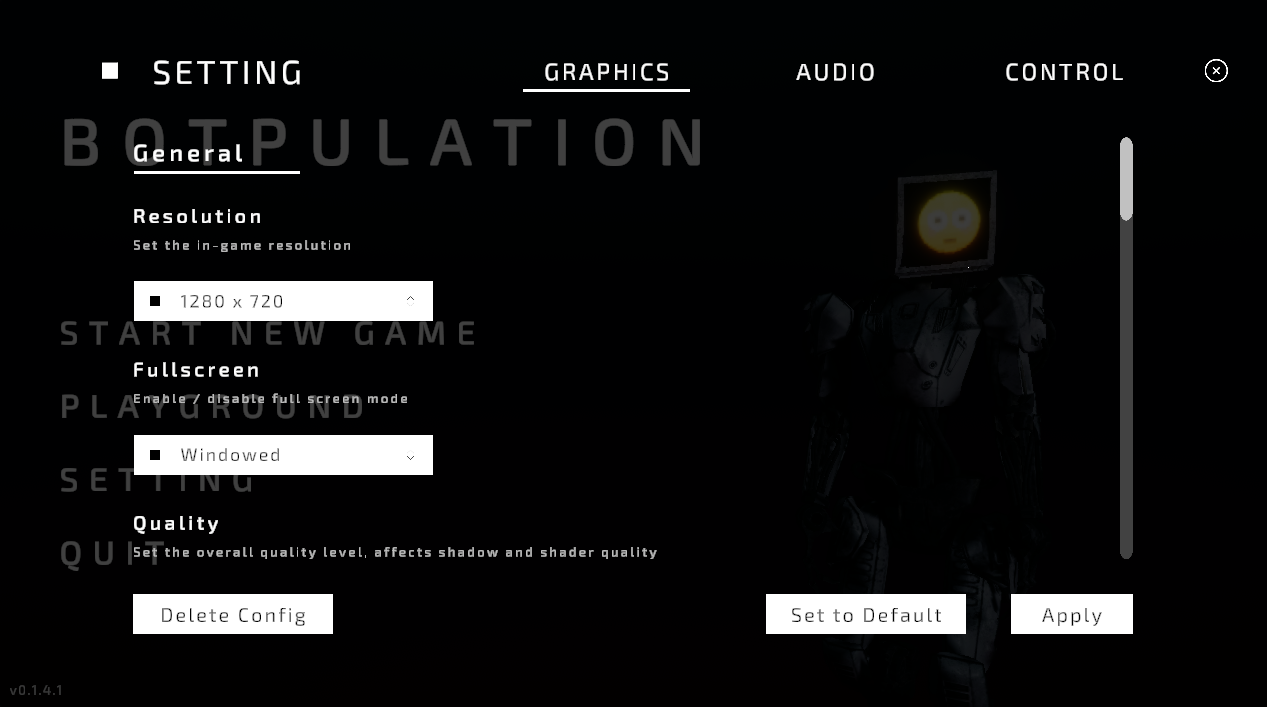 SETTING
GRAPHICS
AUDIO
CONTROL
BOTPULATION
General
Resolution
Set the in-game resolution
1280 x 720
START NEW GAME
Fullscreen
Enable / disable full screen mode
PLAYGROUND
Windowed
SETTING
Quality
Set the overall quality level, affects shadow and shader quality
QUIT
Delete Config
Set to Default
Apply
v0.1.4.1